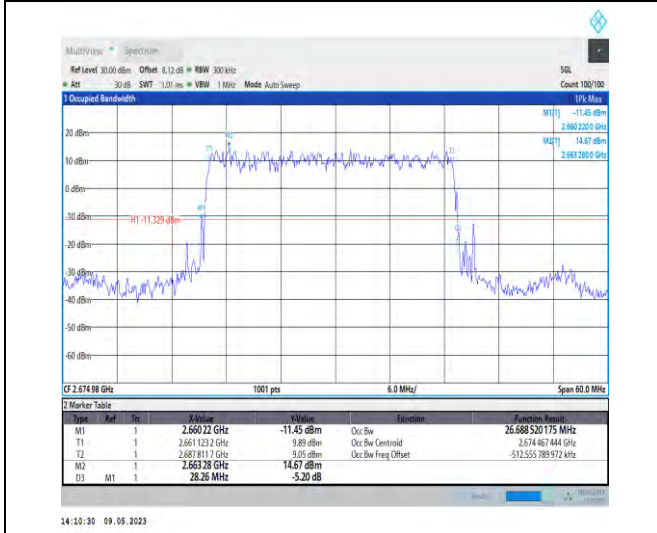 MultiView Spectrum
Ref Level 30.00 dBm Offset 8.12 dB RBW 300 kHz SGL
Att 30 dB SWT 1.01 ms VBW 1 MHz Mode Auto Sweep Count 100/100
1 Occupied Bandwidth 1Pk Max
M1[1] -11.45 dBm
2.660 220 0 GHz
M2[1] 14.67 dBm
2.663 280 0 GHz
20 dBm
10 dBm
0 dBm
-10 dBm
H1 -11.329 dBm
-20 dBm
-30 dBm
-40 dBm
-50 dBm
-60 dBm
CF 2.674 98 GHz 1001 pts 6.0 MHz/ Span 60.0 MHz
2 Marker Table
Type Ref Trc X-Value Y-Value Function Function Result
M1 1 2.660 22 GHz -11.45 dBm Occ Bw 26.688 520 175 MHz
T1 1 2.661 123 2 GHz 9.89 dBm Occ Bw Centroid 2.674 467 444 GHz
T2 1 2.687 811 7 GHz 9.05 dBm Occ Bw Freq Offset -512.555 789 972 kHz
M2 1 2.663 28 GHz 14.67 dBm
D3 M1 1 28.26 MHz -5.20 dB
14:10:30 09.05.2023